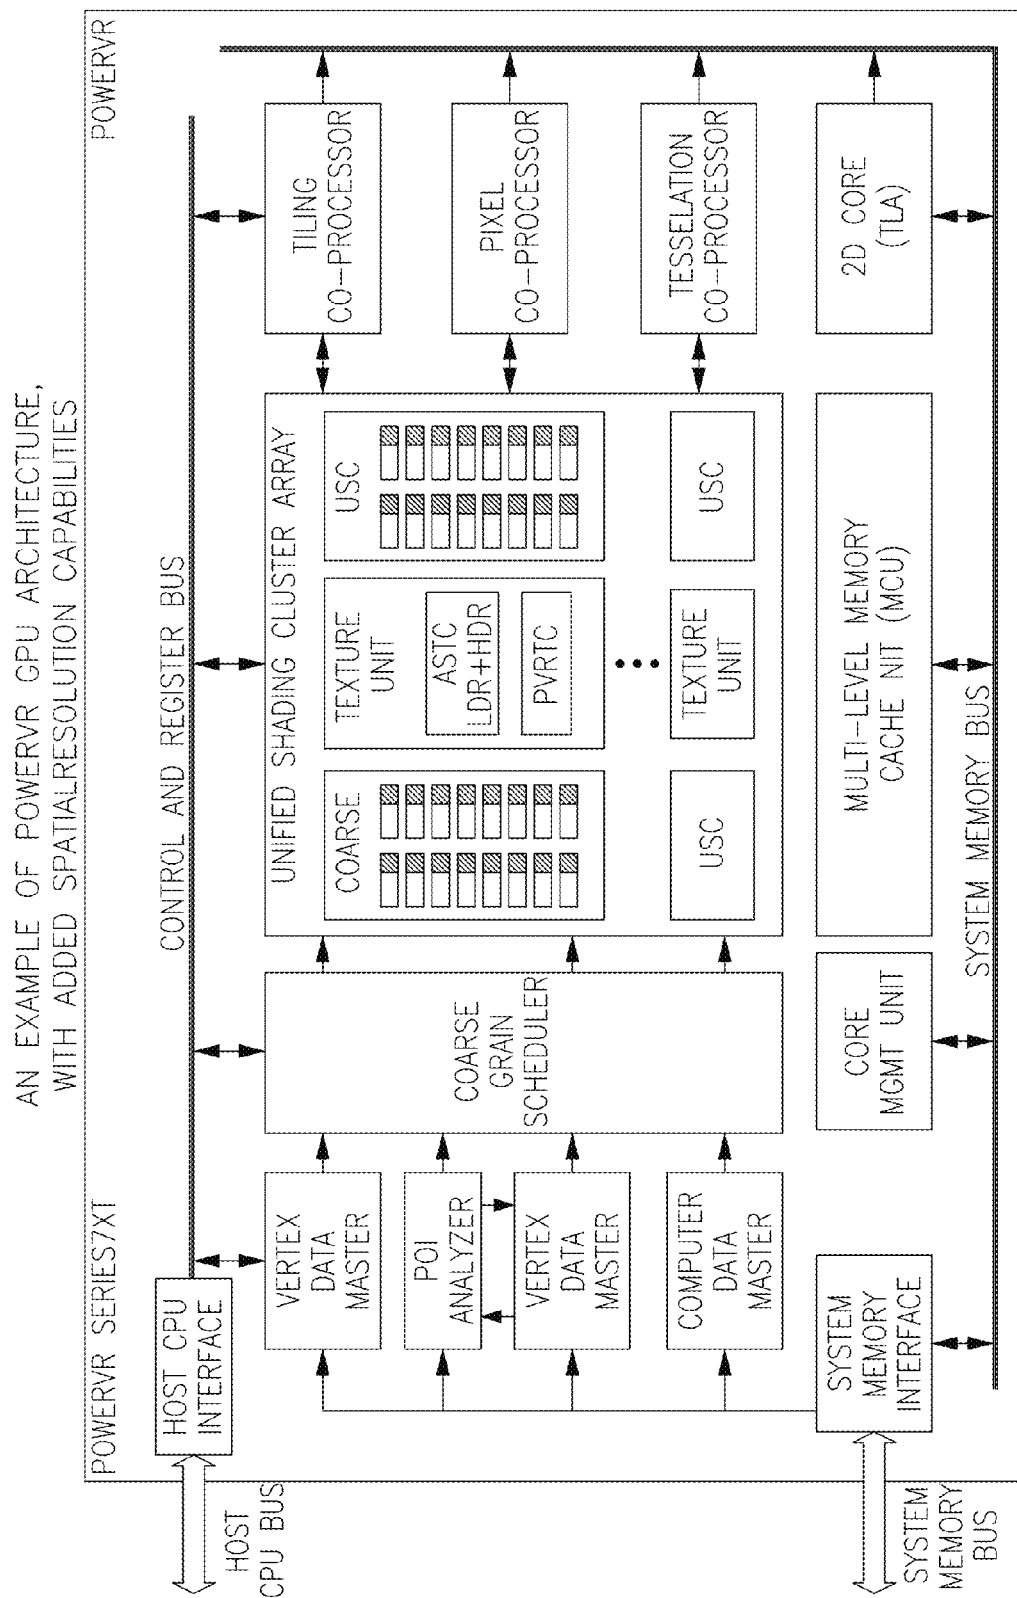 AN EXAMPLE OF POWERVR GPU ARCHITECTURE,
WITH ADDED SPATIALRESOLUTION CAPABILITIES
POWERVR SERIES7XT
POWERVR
HOST
CPU BUS
HOST CPU
INTERFACE
CONTROL AND REGISTER BUS
VERTEX
DATA
MASTER
POI
ANALYZER
VERTEX
DATA
MASTER
COMPUTER
DATA
MASTER
COARSE
GRAIN
SCHEDULER
UNIFIED SHADING CLUSTER ARRAY
COARSE
TEXTURE
UNIT
ASTC
LDR+HDR
PVRTC
USC
USC
TEXTURE
UNIT
USC
TILING
CO-PROCESSOR
PIXEL
CO-PROCESSOR
TESSELATION
CO-PROCESSOR
SYSTEM
MEMORY
INTERFACE
CORE
MGMT UNIT
MULTI-LEVEL MEMORY
CACHE NIT (MCU)
2D CORE
(TLA)
SYSTEM MEMORY BUS
SYSTEM
MEMORY
BUS